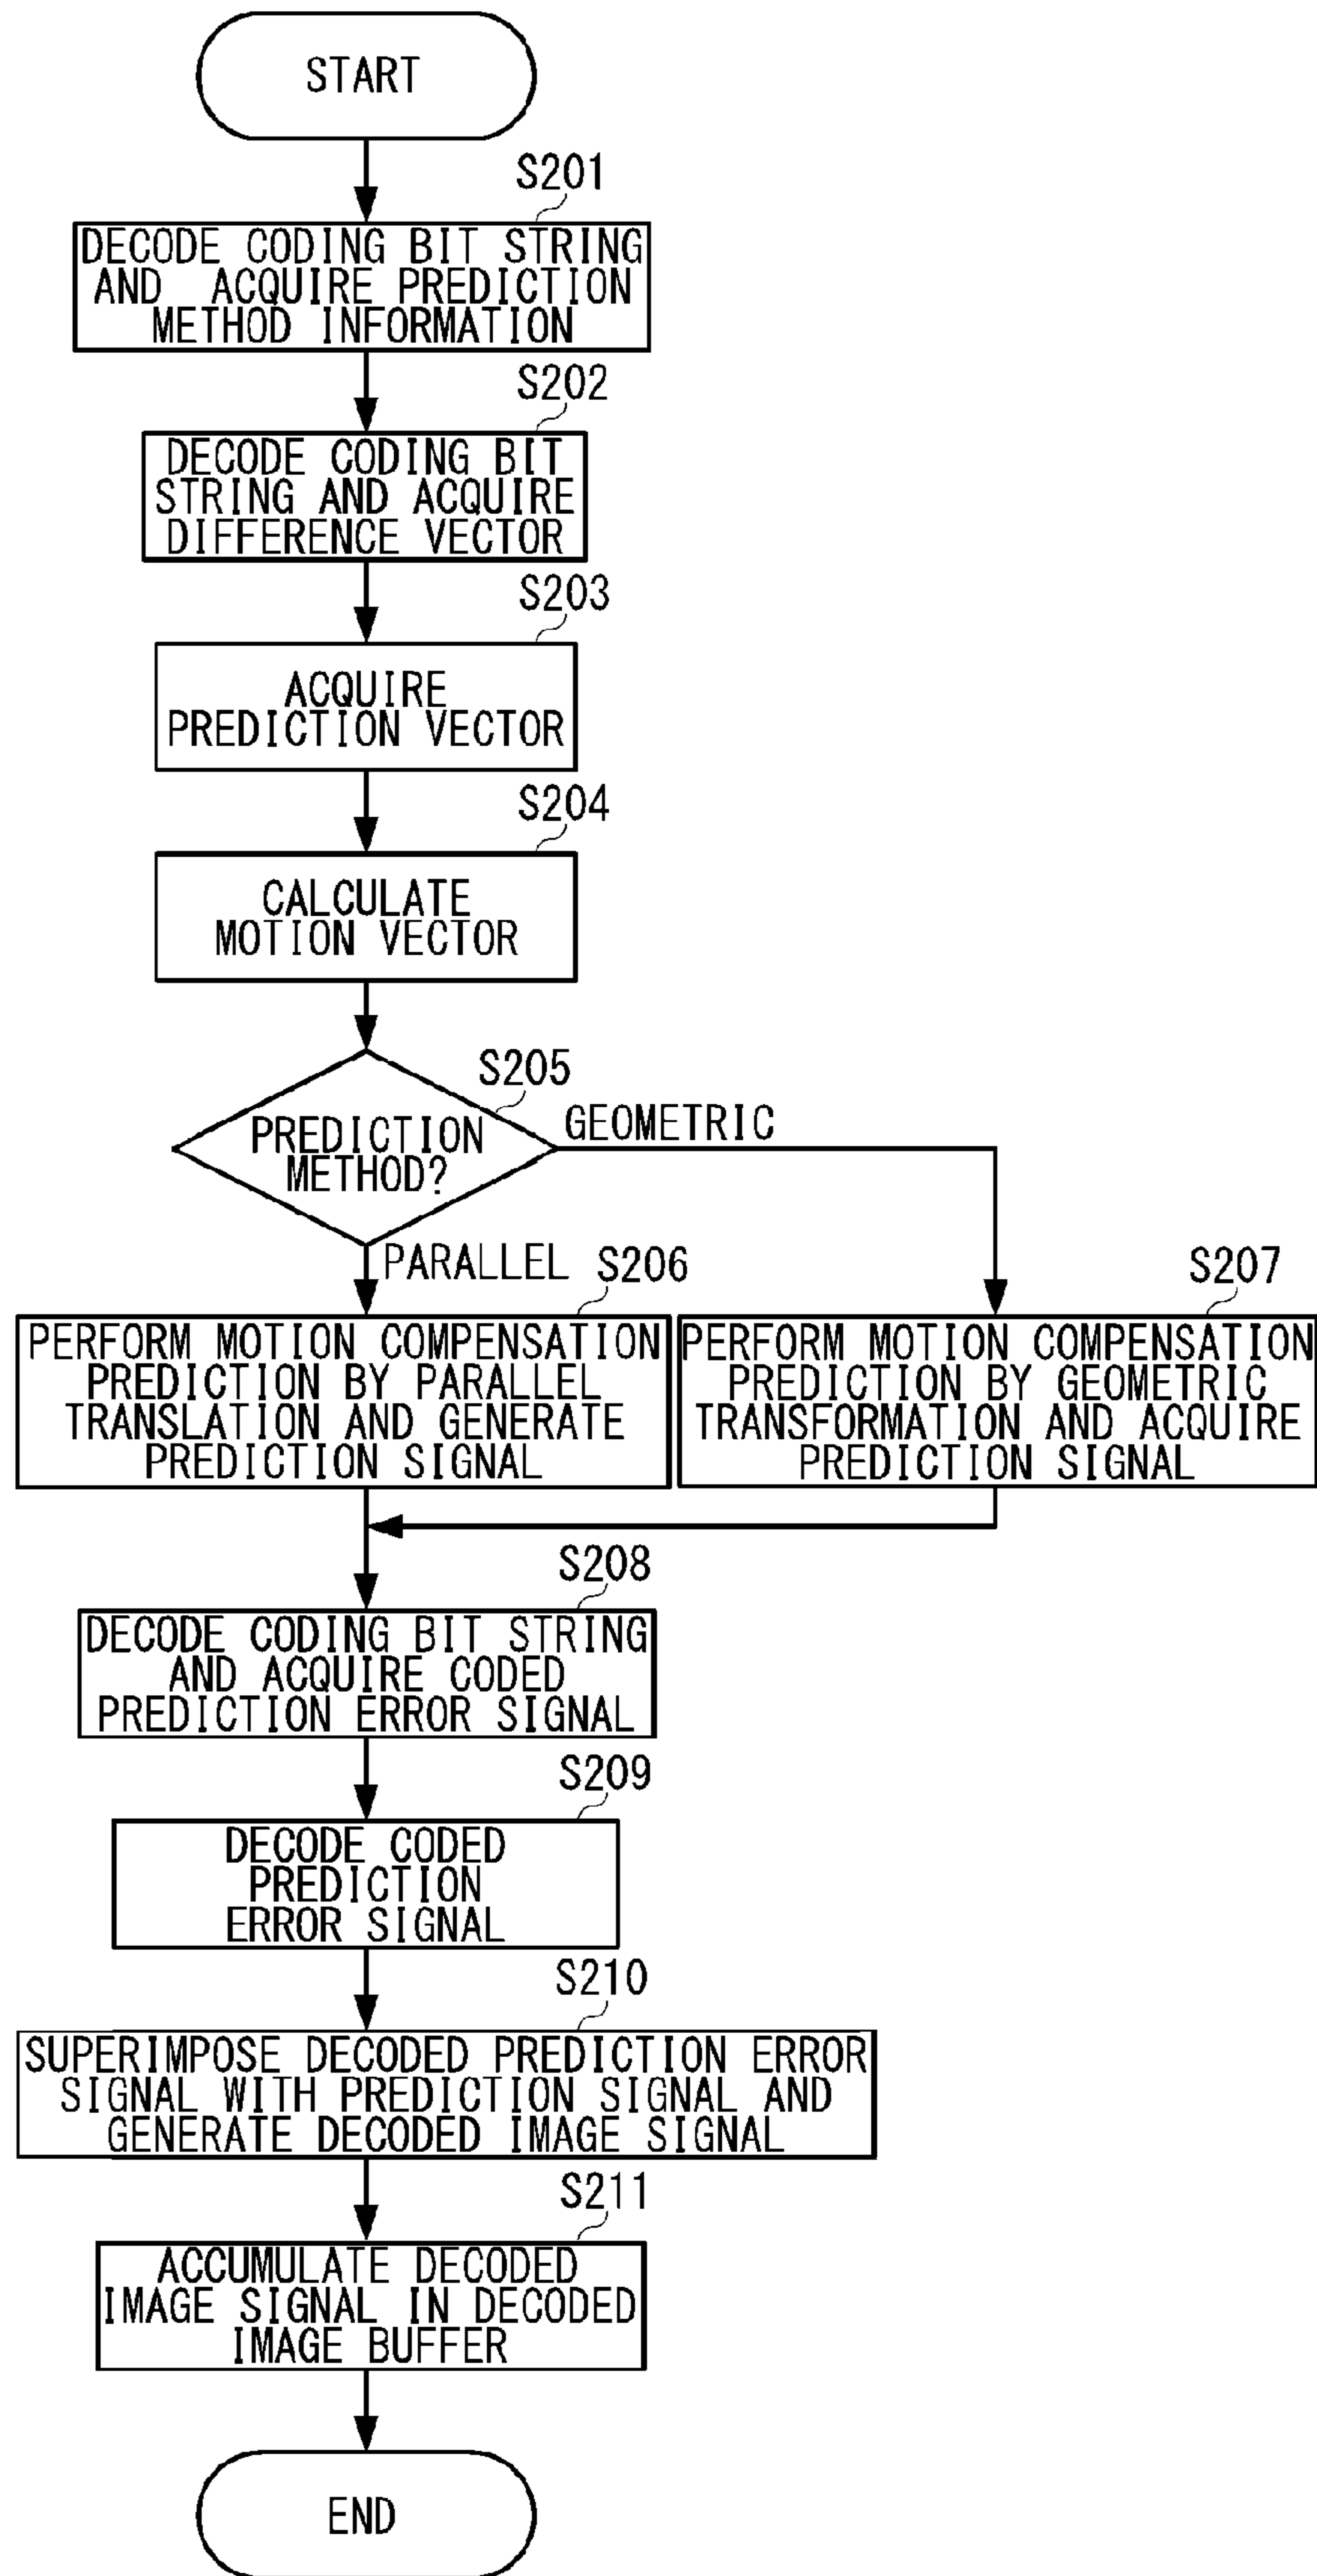 START
S201
DECODE CODING BIT STRING
AND ACQUIRE PREDICTION
METHOD INFORMATION
S202
DECODE CODING BIT
STRING AND ACQUIRE
DIFFERENCE VECTOR
S203
ACQUIRE
PREDICTION VECTOR
S204
CALCULATE
MOTION VECTOR
S205
PREDICTION
METHOD?
GEOMETRIC
PARALLEL
S206
PERFORM MOTION COMPENSATION
PREDICTION BY PARALLEL
TRANSLATION AND GENERATE
PREDICTION SIGNAL
S207
PERFORM MOTION COMPENSATION
PREDICTION BY GEOMETRIC
TRANSFORMATION AND ACQUIRE
PREDICTION SIGNAL
S208
DECODE CODING BIT STRING
AND ACQUIRE CODED
PREDICTION ERROR SIGNAL
S209
DECODE CODED
PREDICTION
ERROR SIGNAL
S210
SUPERIMPOSE DECODED PREDICTION ERROR
SIGNAL WITH PREDICTION SIGNAL AND
GENERATE DECODED IMAGE SIGNAL
S211
ACCUMULATE DECODED
IMAGE SIGNAL IN DECODED
IMAGE BUFFER
END